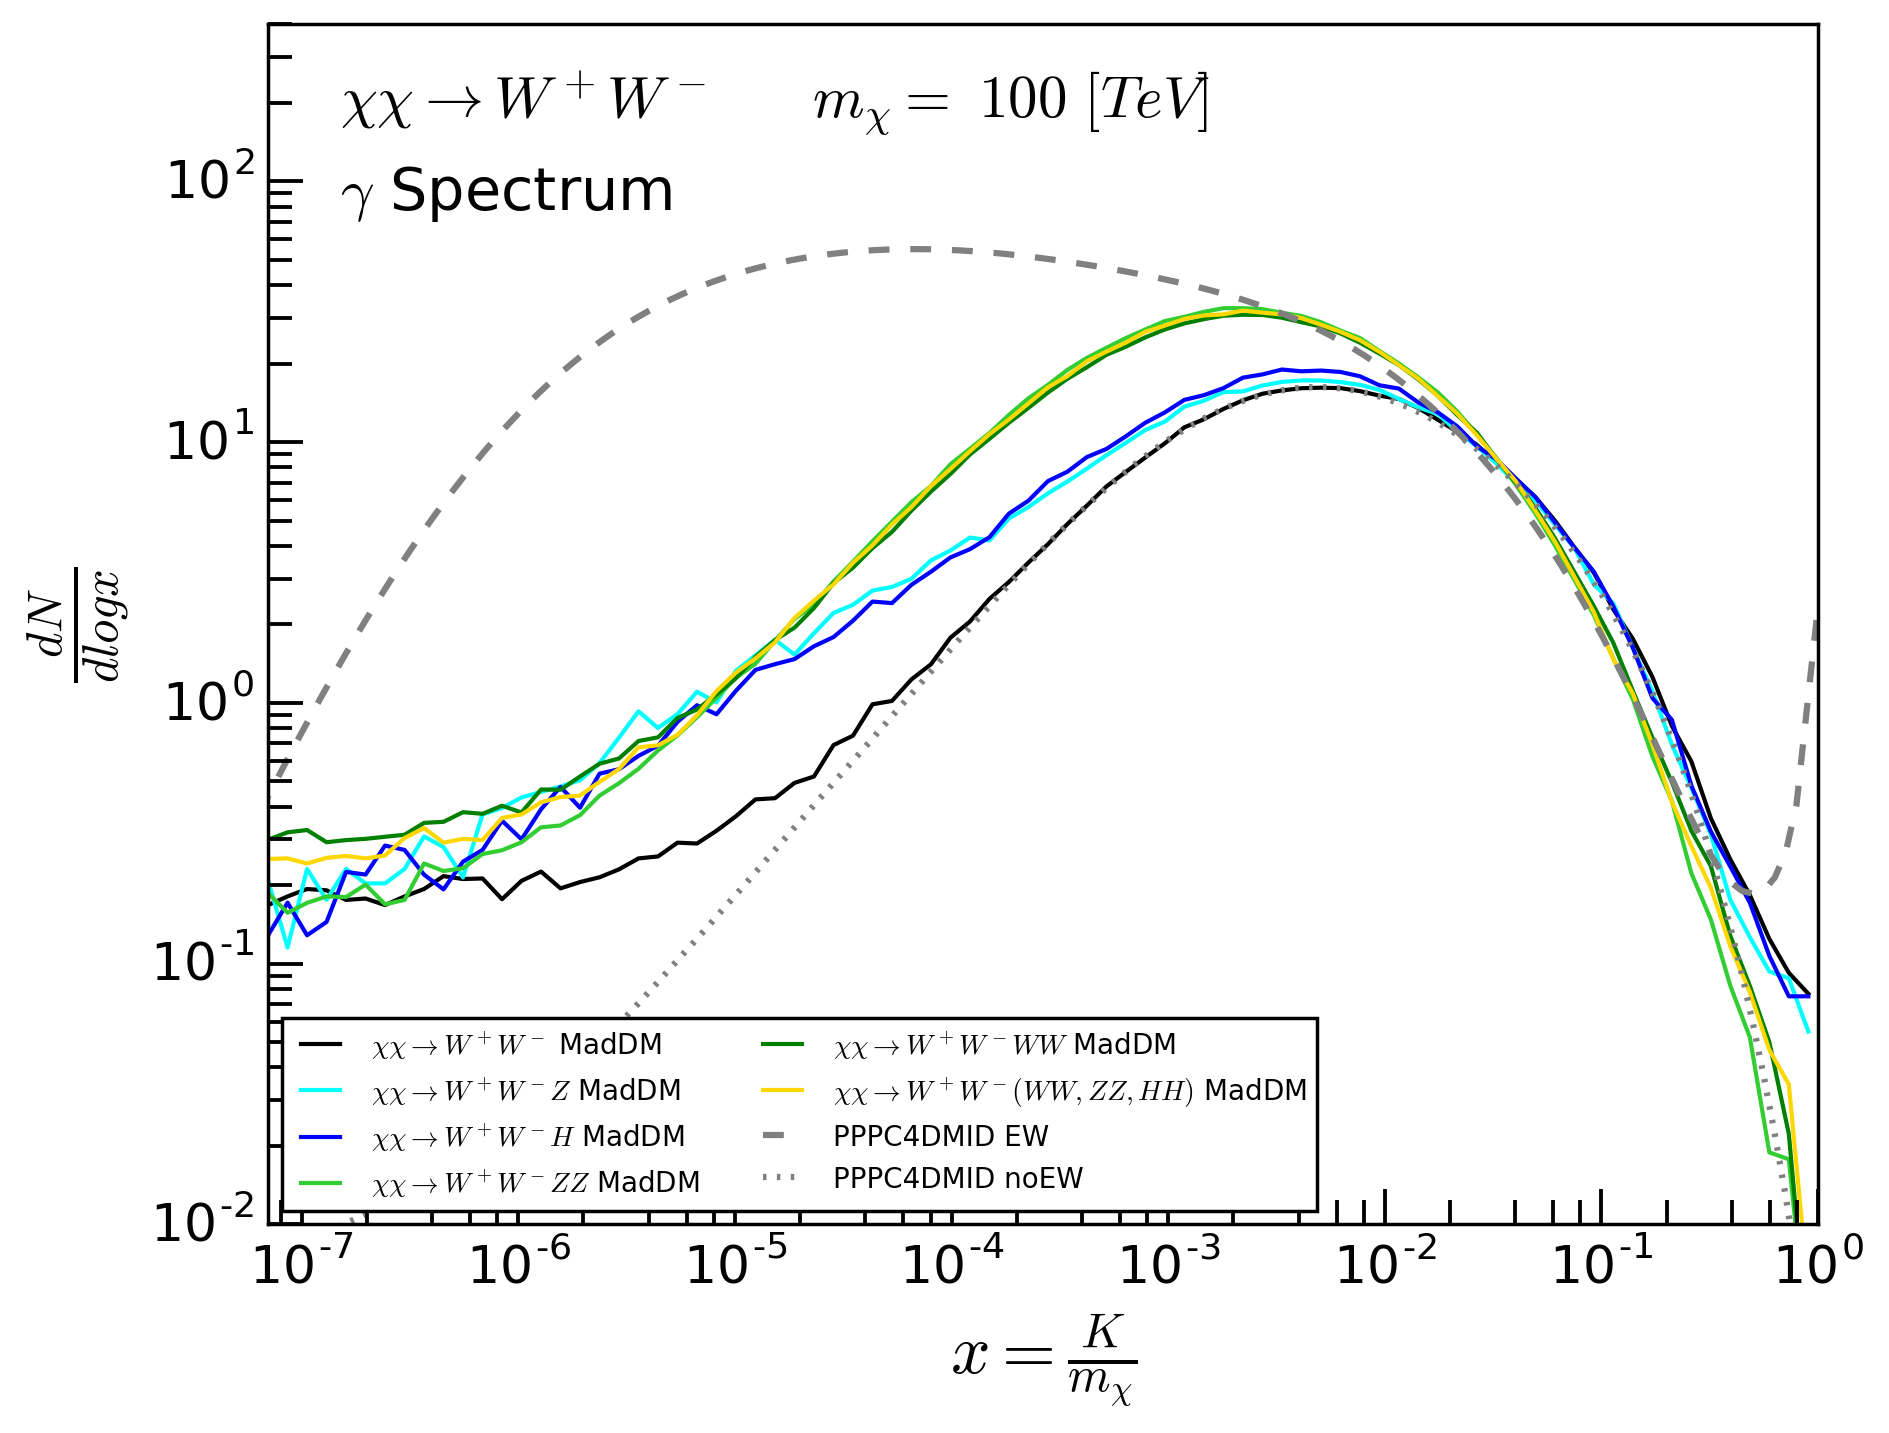 χχ → W⁺W⁻ m_χ = 100 [TeV]
γ Spectrum
10²
10¹
10⁰
10⁻¹
10⁻²
dN
dlogx
χχ → W⁺W⁻ MadDM
χχ → W⁺W⁻Z MadDM
χχ → W⁺W⁻H MadDM
χχ → W⁺W⁻ZZ MadDM
χχ → W⁺W⁻WW MadDM
χχ → W⁺W⁻(WW, ZZ, HH) MadDM
PPPC4DMID EW
PPPC4DMID noEW
10⁻⁷ 10⁻⁶ 10⁻⁵ 10⁻⁴ 10⁻³ 10⁻² 10⁻¹ 10⁰
x = K/m_χ